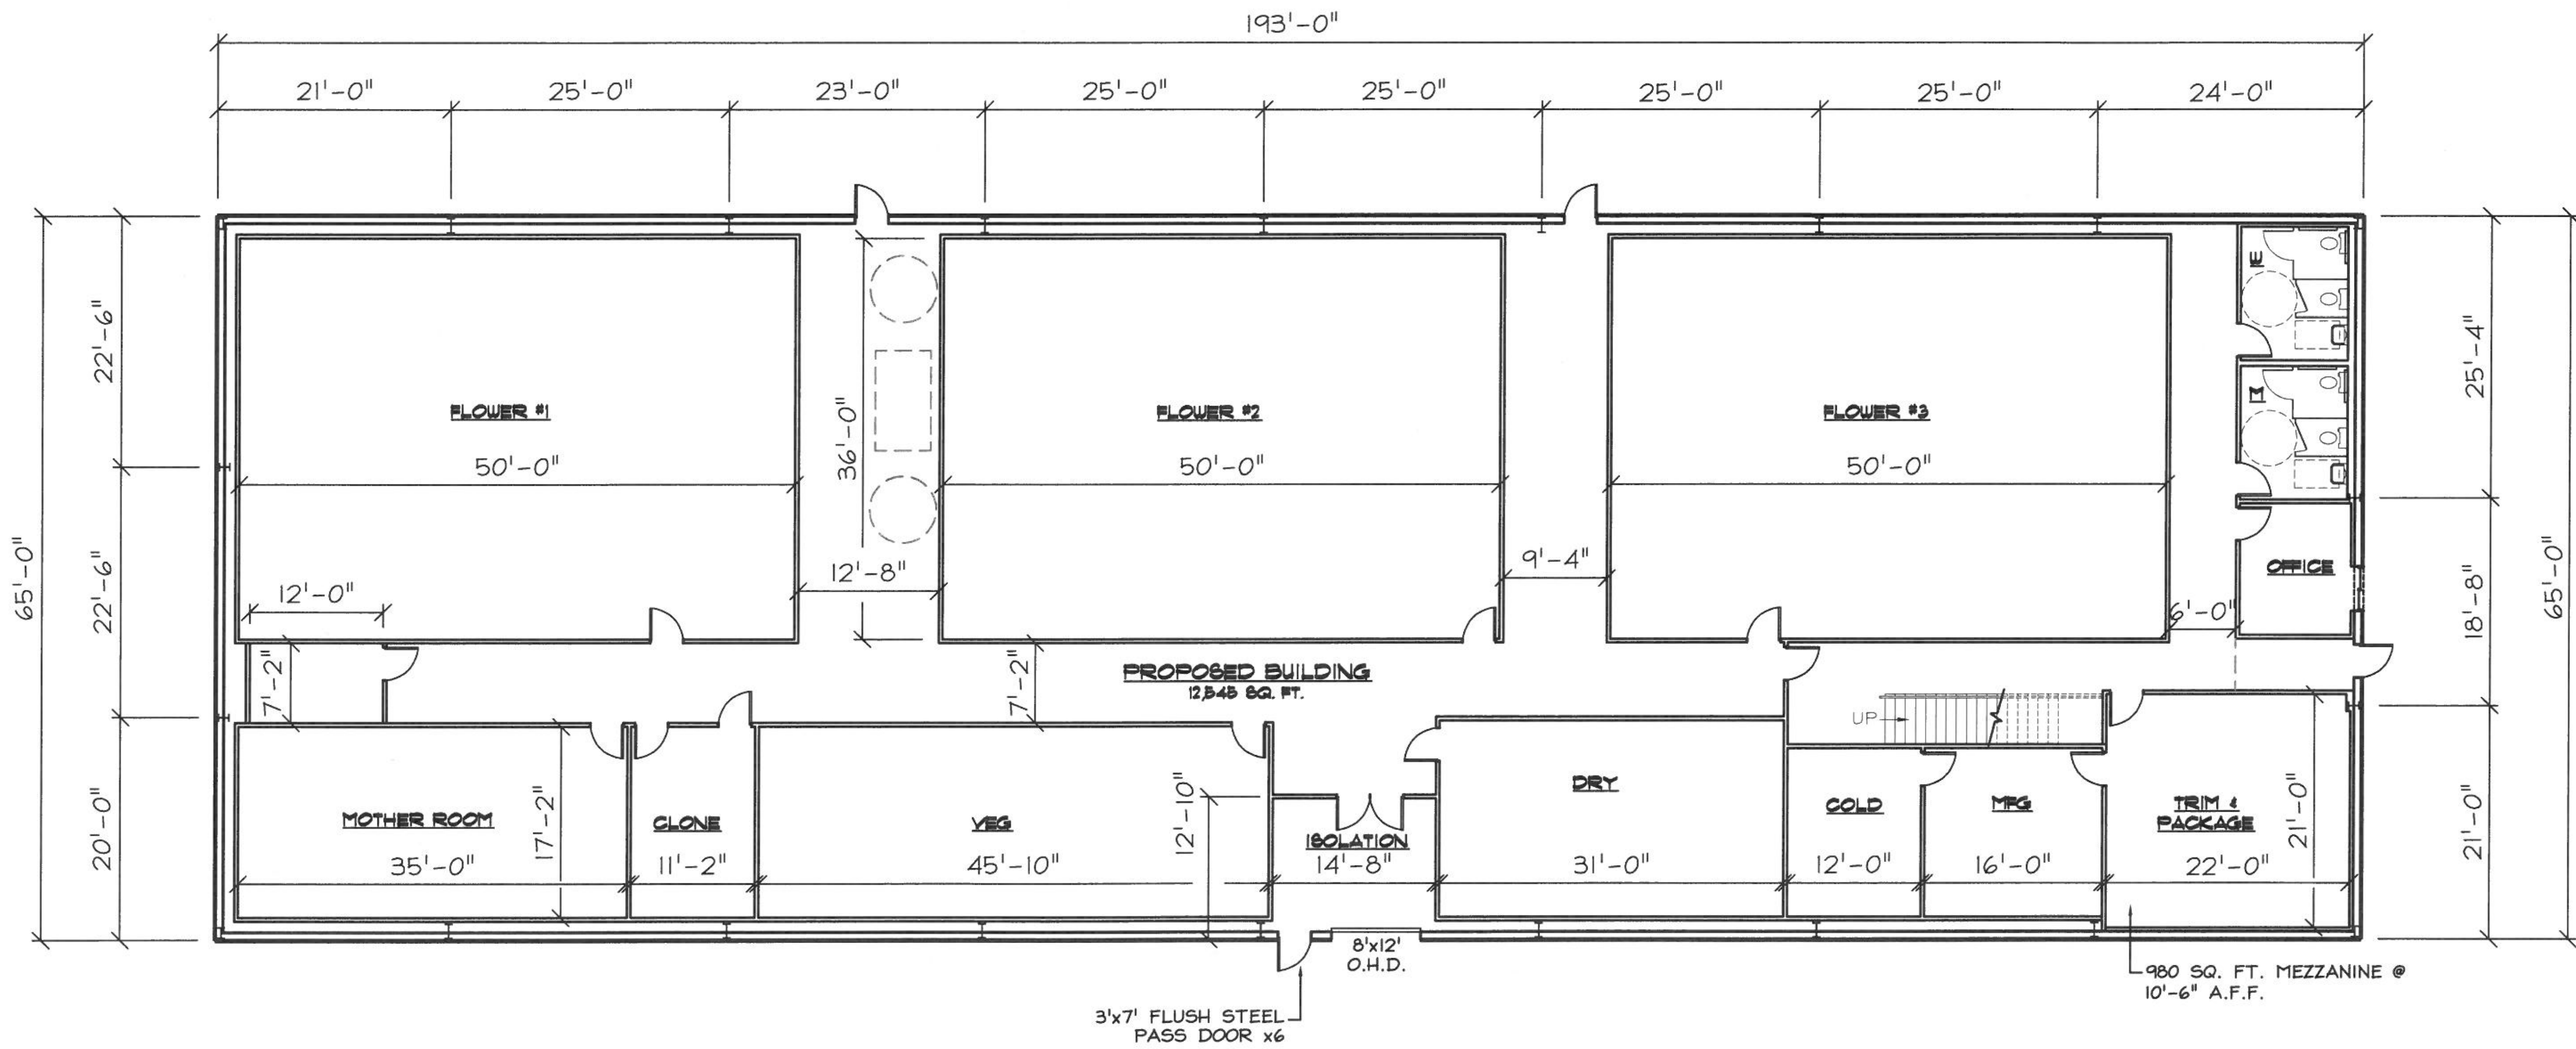 193'-0"
21'-0"
25'-0"
23'-0"
25'-0"
25'-0"
25'-0"
25'-0"
24'-0"
65'-0"
22'-6"
22'-6"
20'-0"
FLOWER #1
50'-0"
12'-0"
7'-2"
36'-0"
12'-8"
FLOWER #2
50'-0"
9'-4"
FLOWER #3
50'-0"
W
M
OFFICE
6'-0"
25'-4"
18'-8"
21'-0"
65'-0"
7'-2"
PROPOSED BUILDING
12,545 SQ. FT.
UP
MOTHER ROOM
35'-0"
17'-2"
CLONE
11'-2"
VEG
45'-10"
12'-10"
ISOLATION
14'-8"
DRY
31'-0"
COLD
12'-0"
MFG
16'-0"
TRIM &
PACKAGE
22'-0"
21'-0"
8'x12'
O.H.D.
3'x7' FLUSH STEEL
PASS DOOR x6
980 SQ. FT. MEZZANINE @
10'-6" A.F.F.